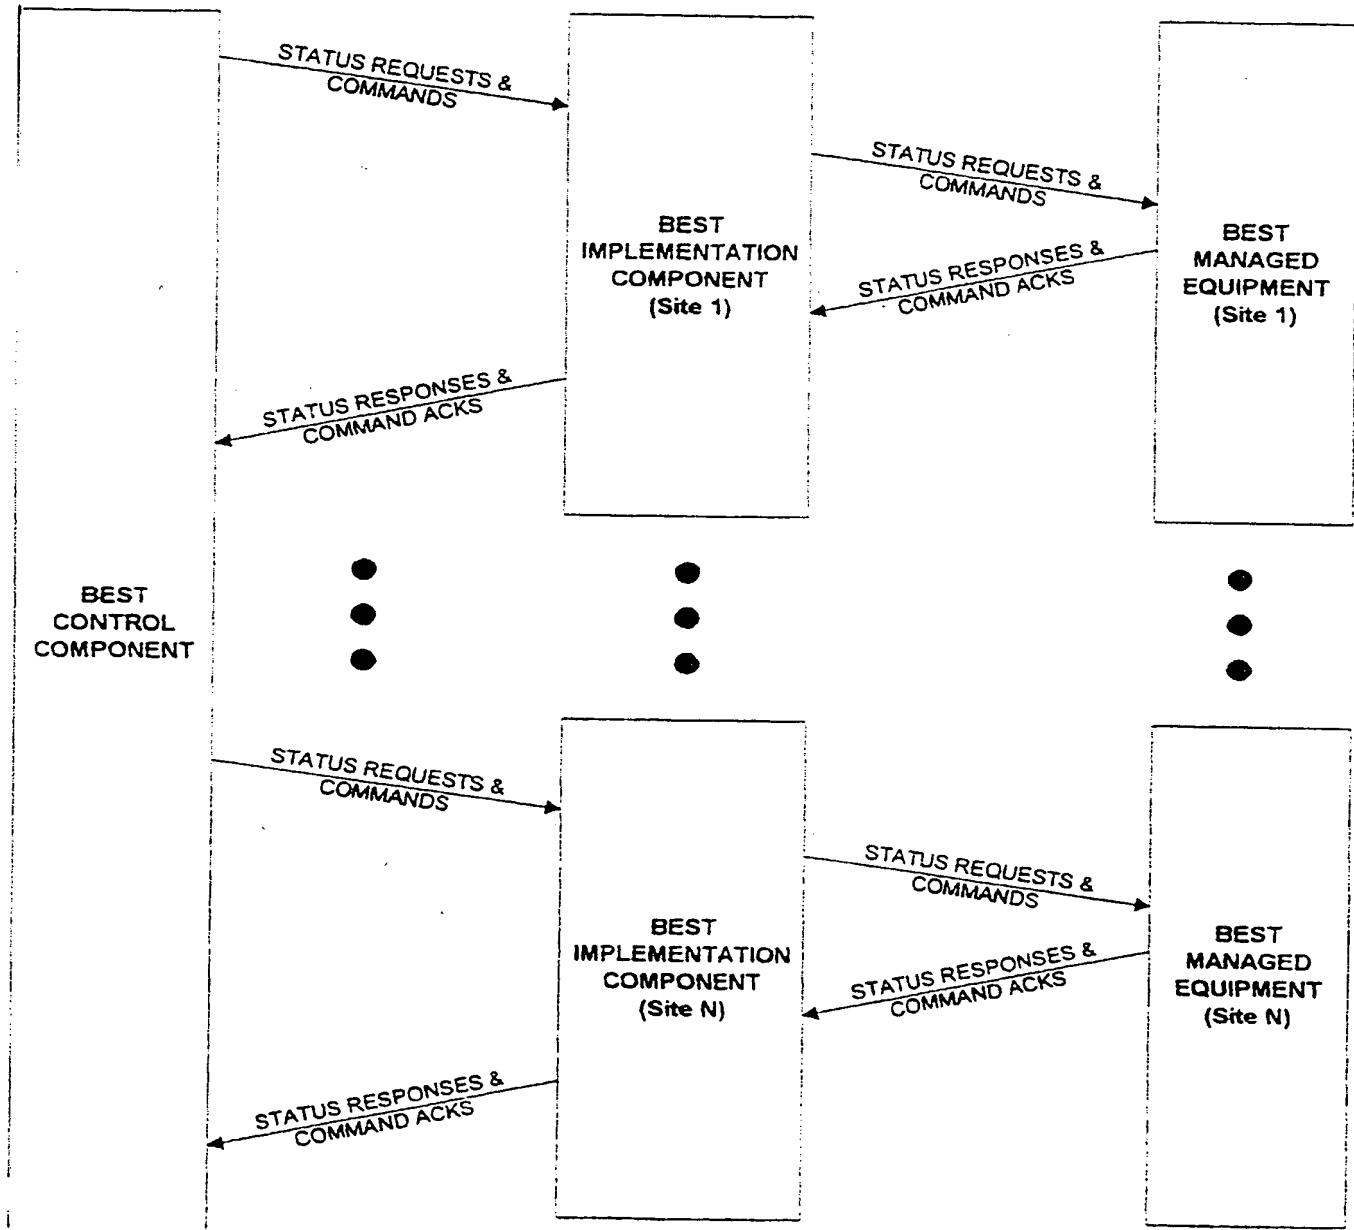 STATUS REQUESTS &
COMMANDS
STATUS REQUESTS &
COMMANDS
BEST
IMPLEMENTATION
COMPONENT
(Site 1)
BEST
MANAGED
EQUIPMENT
(Site 1)
STATUS RESPONSES &
COMMAND ACKS
STATUS RESPONSES &
COMMAND ACKS
BEST
CONTROL
COMPONENT
STATUS REQUESTS &
COMMANDS
STATUS REQUESTS &
COMMANDS
BEST
IMPLEMENTATION
COMPONENT
(Site N)
BEST
MANAGED
EQUIPMENT
(Site N)
STATUS RESPONSES &
COMMAND ACKS
STATUS RESPONSES &
COMMAND ACKS